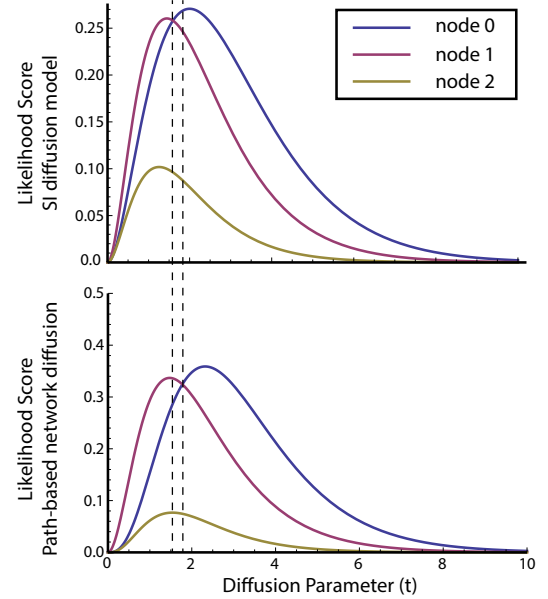 Likelihood Score
SI diffusion model
0.25
0.20
0.15
0.10
0.05
0.0
node 0
node 1
node 2
Likelihood Score
Path-based network diffusion
0.5
0.4
0.3
0.2
0.1
0.0
0
2
4
6
8
10
Diffusion Parameter (t)